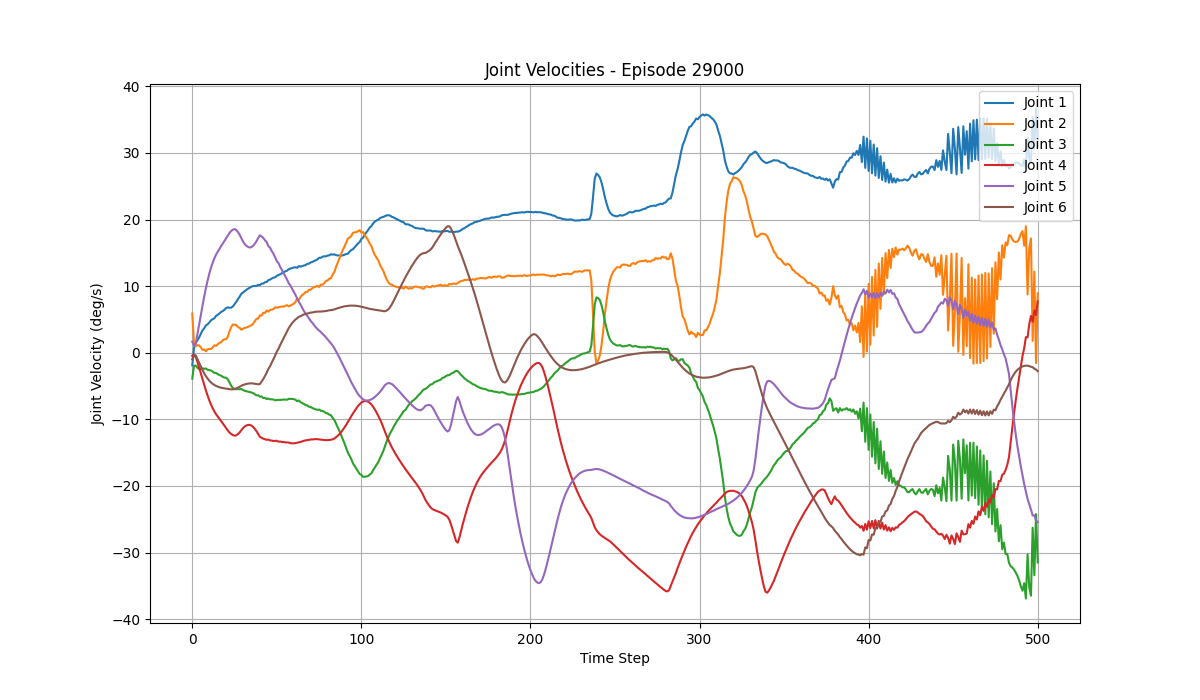 Joint Velocities - Episode 29000
Joint Velocity (deg/s)
40
30
20
10
0
−10
−20
−30
−40
0
100
200
300
400
500
Time Step
Joint 1
Joint 2
Joint 3
Joint 4
Joint 5
Joint 6